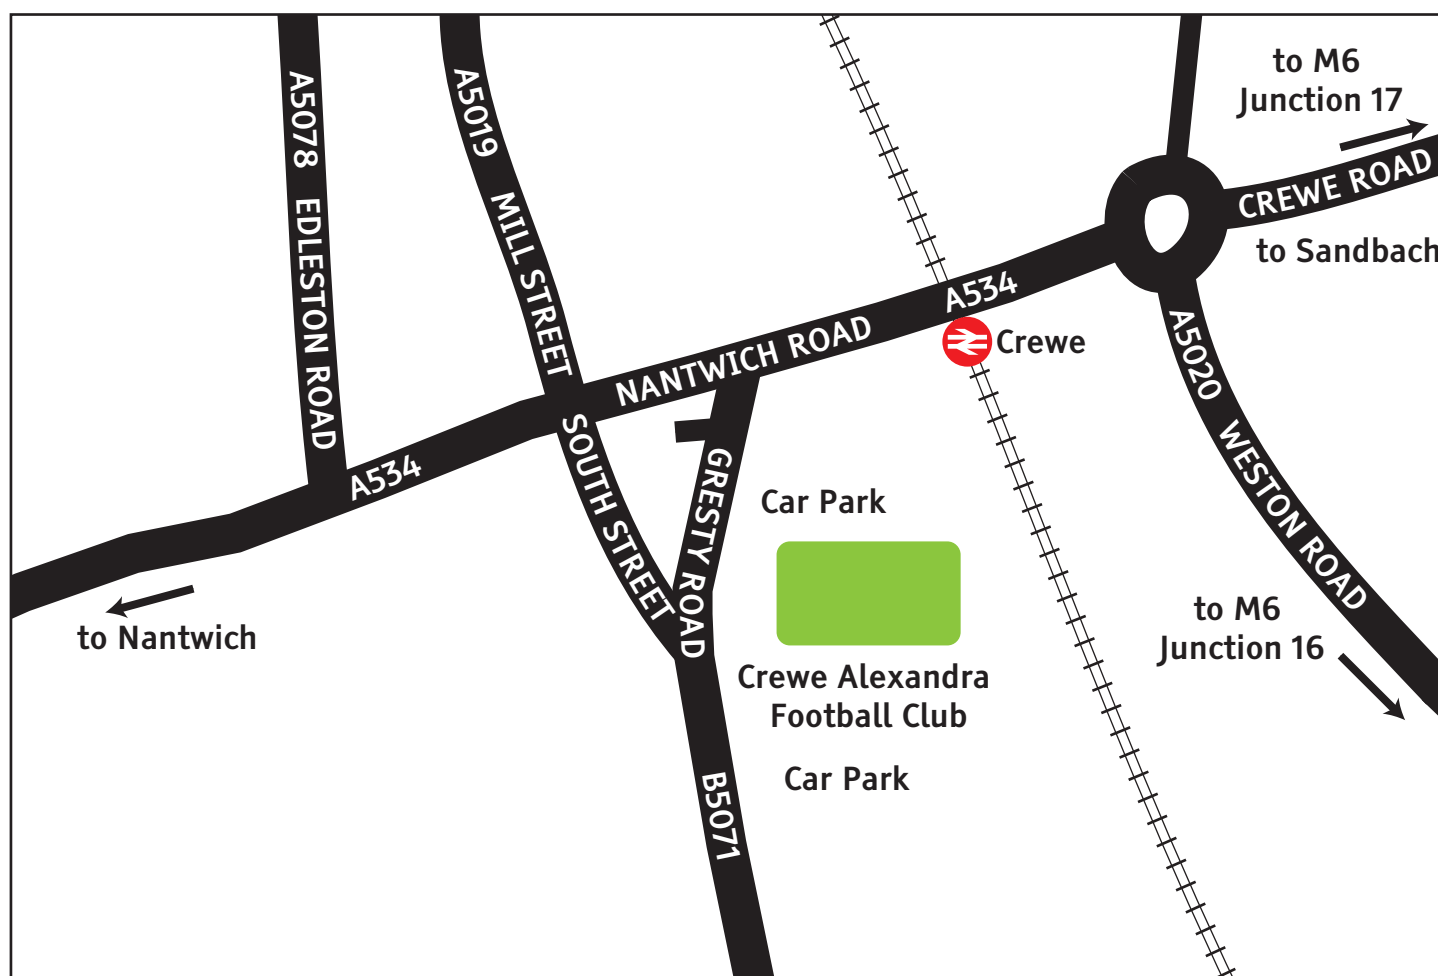 to M6
Junction 17
A5078 EDLESTON ROAD
A5019 MILL STREET
CREWE ROAD
to Sandbach
A534
NANTWICH ROAD
Crewe
A5020 WESTON ROAD
SOUTH STREET
GRESTY ROAD
A534
Car Park
to Nantwich
to M6
Junction 16
Crewe Alexandra
Football Club
Car Park
B5071